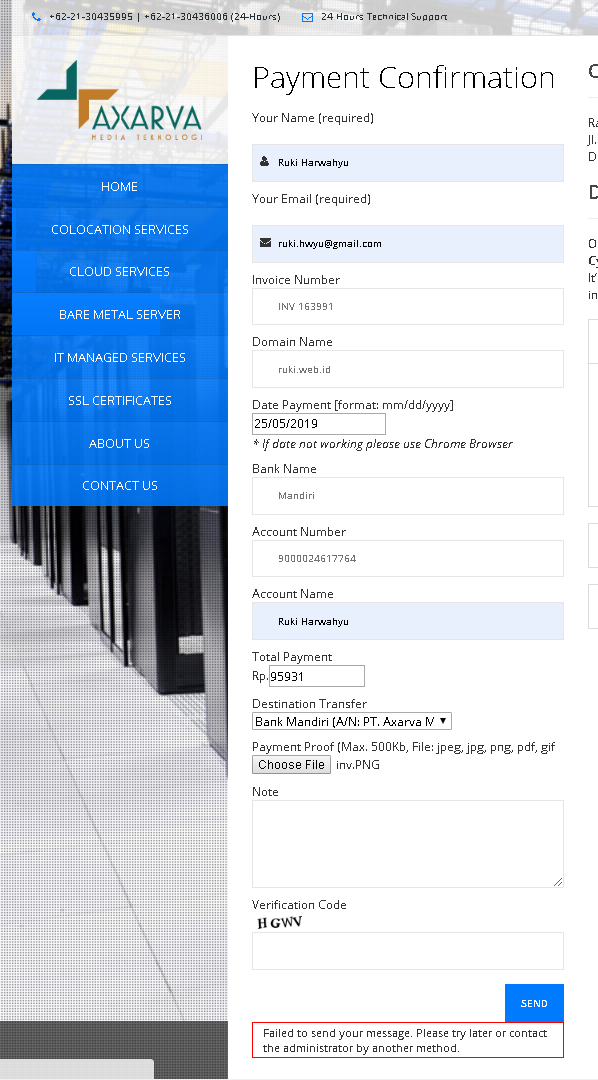 +62-21-30435995 | +62-21-30436006 (24-Hours) 24 Hours Technical Support
AXARVA
MEDIA TEKNOLOGI
HOME
COLOCATION SERVICES
CLOUD SERVICES
BARE METAL SERVER
IT MANAGED SERVICES
SSL CERTIFICATES
ABOUT US
CONTACT US
Payment Confirmation
Your Name (required)
Ruki Harwahyu
Your Email (required)
ruki.hwyu@gmail.com
Invoice Number
INV 163991
Domain Name
ruki.web.id
Date Payment [format: mm/dd/yyyy]
25/05/2019
* If date not working please use Chrome Browser
Bank Name
Mandiri
Account Number
9000024617764
Account Name
Ruki Harwahyu
Total Payment
Rp. 95931
Destination Transfer
Bank Mandiri (A/N: PT. Axarva M
Payment Proof (Max. 500Kb, File: jpeg, jpg, png, pdf, gif
Choose File inv.PNG
Note
Verification Code
H GWV
SEND
Failed to send your message. Please try later or contact
the administrator by another method.